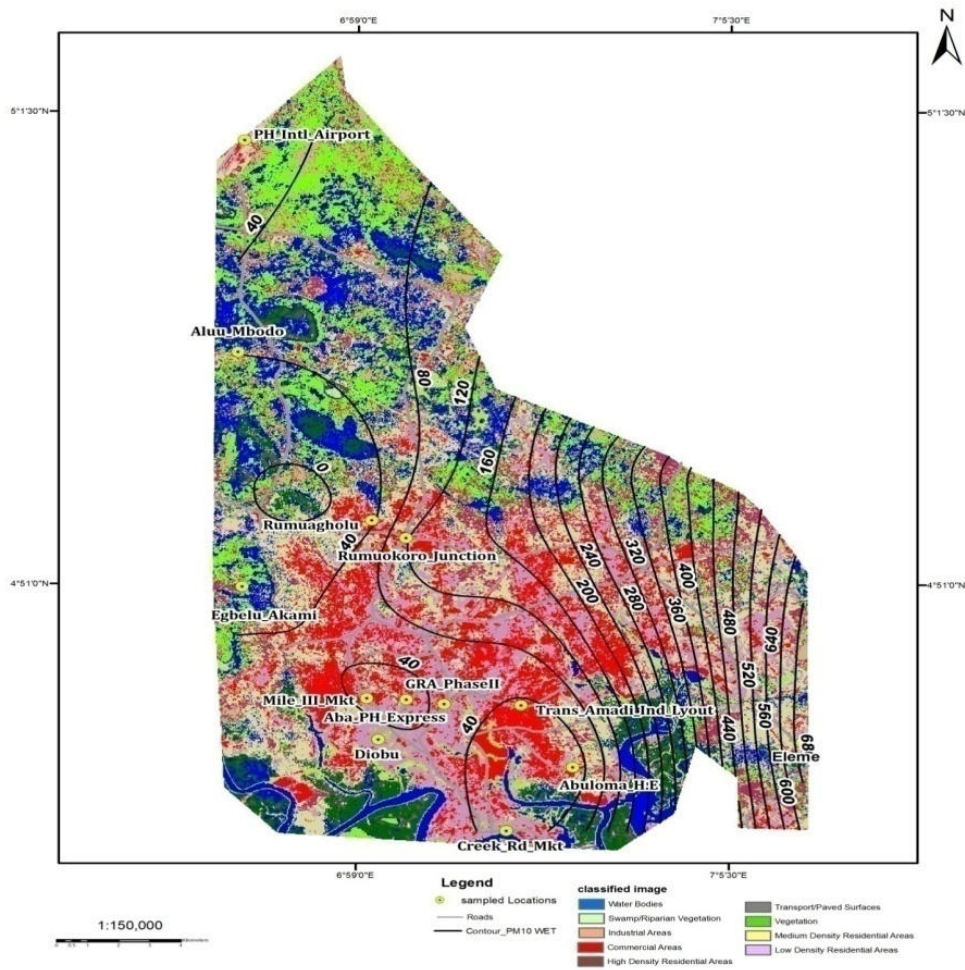 N
6°59'0"E 7°5'30"E
5°1'30"N 5°1'30"N
PH_Intl_Airport
40
Aluu_Mbodo
80
120
160
0
Rumuagholu
40
Rumuokoro_Junction
240
320
400
4°51'0"N 4°51'0"N
200
280
360
480
Egbelu_Akami
640
40
GRA_PhaseII
520
Mile_III_Mkt
40
Trans_Amadi_Ind_Lyout
Aba_PH_Express
440
560
680
Diobu
Eleme
Abuloma_H:E
600
Creek_Rd_Mkt
6°59'0"E 7°5'30"E
Legend
sampled Locations
Roads
Contour_PM10 WET
classified image
Water Bodies
Swamp/Riparian Vegetation
Industrial Areas
Commercial Areas
High Density Residential Areas
Transport/Paved Surfaces
Vegetation
Medium Density Residential Areas
Low Density Residential Areas
1:150,000